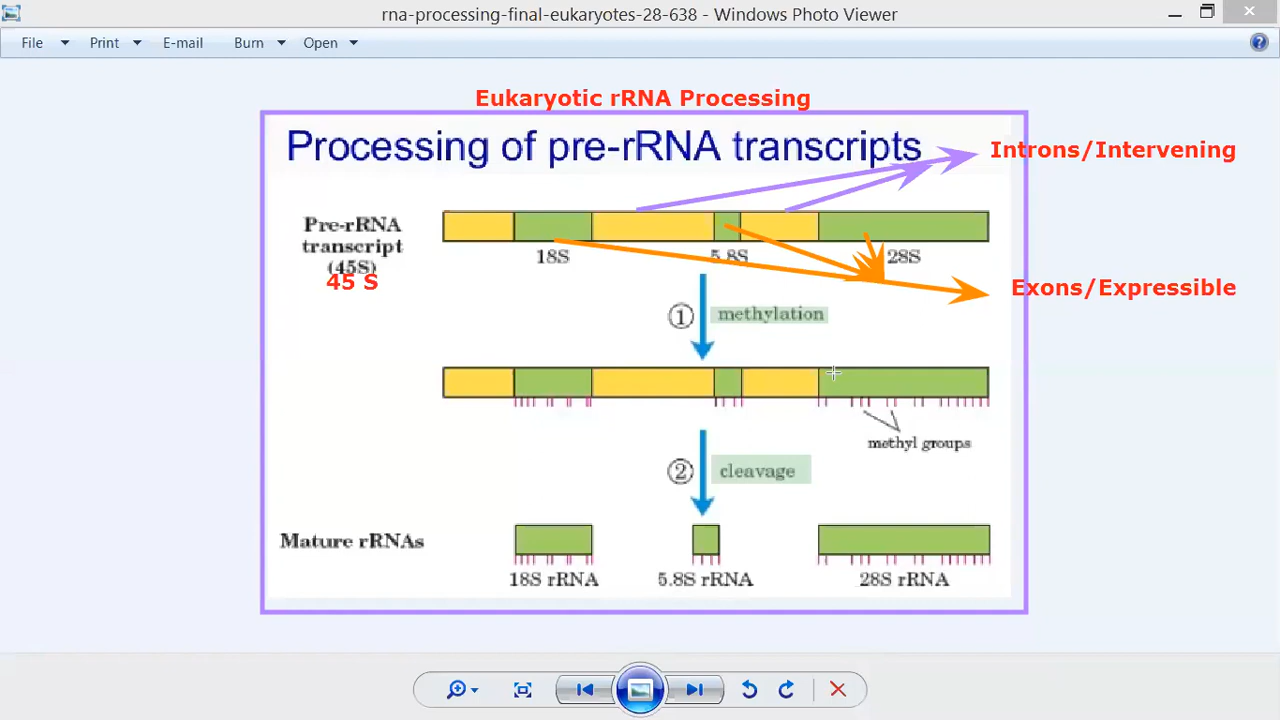 rna-processing-final-eukaryotes-28-638 - Windows Photo Viewer
File Print E-mail Burn Open
Eukaryotic rRNA Processing
Processing of pre-rRNA transcripts
Introns/Intervening
Pre-rRNA
transcript
(45S)
45 S
18S 5.8S 28S
Exons/Expressible
1 methylation
methyl groups
2 cleavage
Mature rRNAs
18S rRNA 5.8S rRNA 28S rRNA